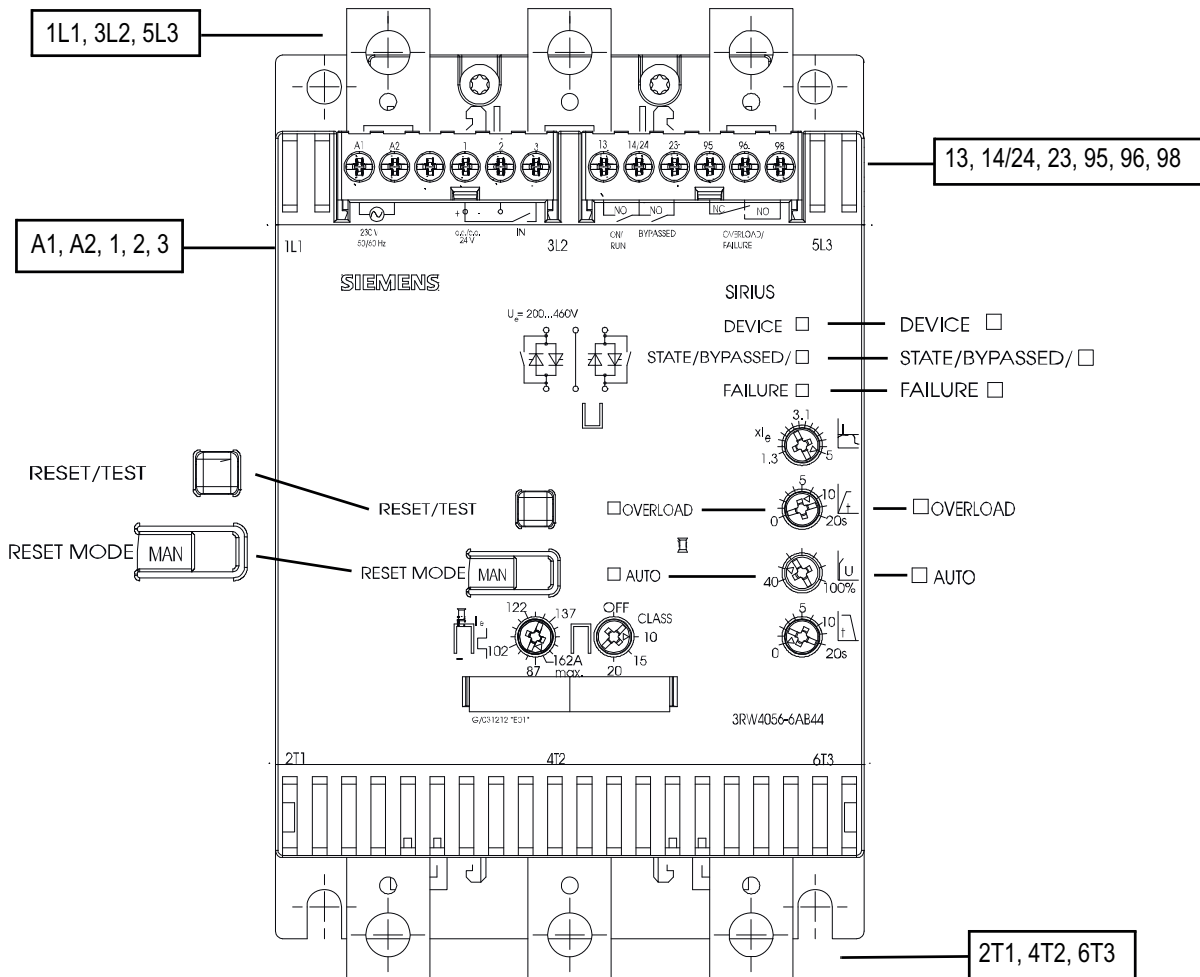 1L1, 3L2, 5L3
A1 A2 1 2 3
13 14/24 23 95 96 98
13, 14/24, 23, 95, 96, 98
NO NO NC NO
A1, A2, 1, 2, 3
230V
50/60 Hz
+ -
24 V
IN
ON/
RUN
BYPASSED
OVERLOAD/
FAILURE
1L1 3L2 5L3
SIEMENS
SIRIUS
Ue= 200...460V
DEVICE
DEVICE
STATE/BYPASSED/
STATE/BYPASSED/
FAILURE
FAILURE
xIe
1.3
3.1
5
RESET/TEST
RESET/TEST
OVERLOAD
0
5
10
20s
t
OVERLOAD
RESET MODE
MAN
RESET MODE
MAN
AUTO
40
100%
U
AUTO
Ie
102
122
137
162A
max.
87
OFF
CLASS
10
15
20
0
5
10
20s
t
G/031212 "E01"
3RW4056-6AB44
2T1 4T2 6T3
2T1, 4T2, 6T3